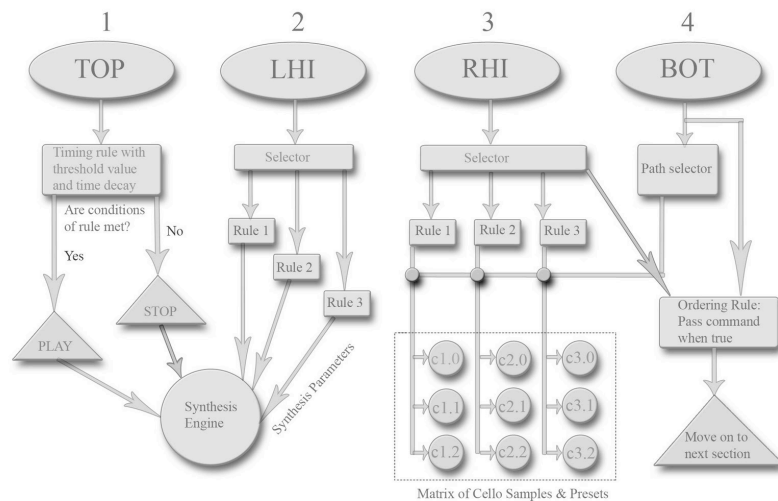 1
2
3
4
TOP
LHI
RHI
BOT
Timing rule with
threshold value
and time decay
Selector
Selector
Path selector
Are conditions
of rule met?
Yes
No
Rule 1
Rule 2
Rule 3
Rule 1
Rule 2
Rule 3
PLAY
STOP
Synthesis
Engine
Synthesis Parameters
Ordering Rule:
Pass command
when true
c1.0
c2.0
c3.0
c1.1
c2.1
c3.1
c1.2
c2.2
c3.2
Move on to
next section
Matrix of Cello Samples & Presets